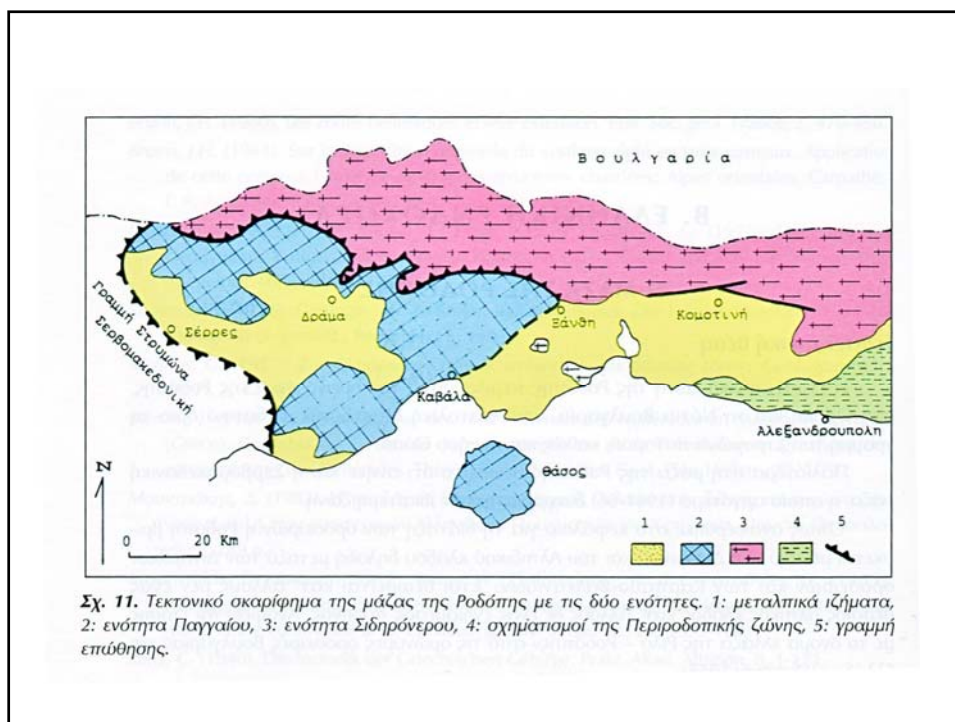 Βουλγαρία
Γραμμή Στρυμώνα
Σερβομακεδονική
Σέρρες
Δράμα
Ξάνθη
Κομοτινή
Καβάλα
Αλεξανδρουπολη
Θάσος
N
0 20 Km
1 2 3 4 5
Σχ. 11. Τεκτονικό σκαρίφημα της μάζας της Ροδόπης με τις δύο ενότητες. 1: μεταλπικά ιζήματα,
2: ενότητα Παγγαίου, 3: ενότητα Σιδηρόνερου, 4: σχηματισμοί της Περιροδοπικής ζώνης, 5: γραμμή
επώθησης.